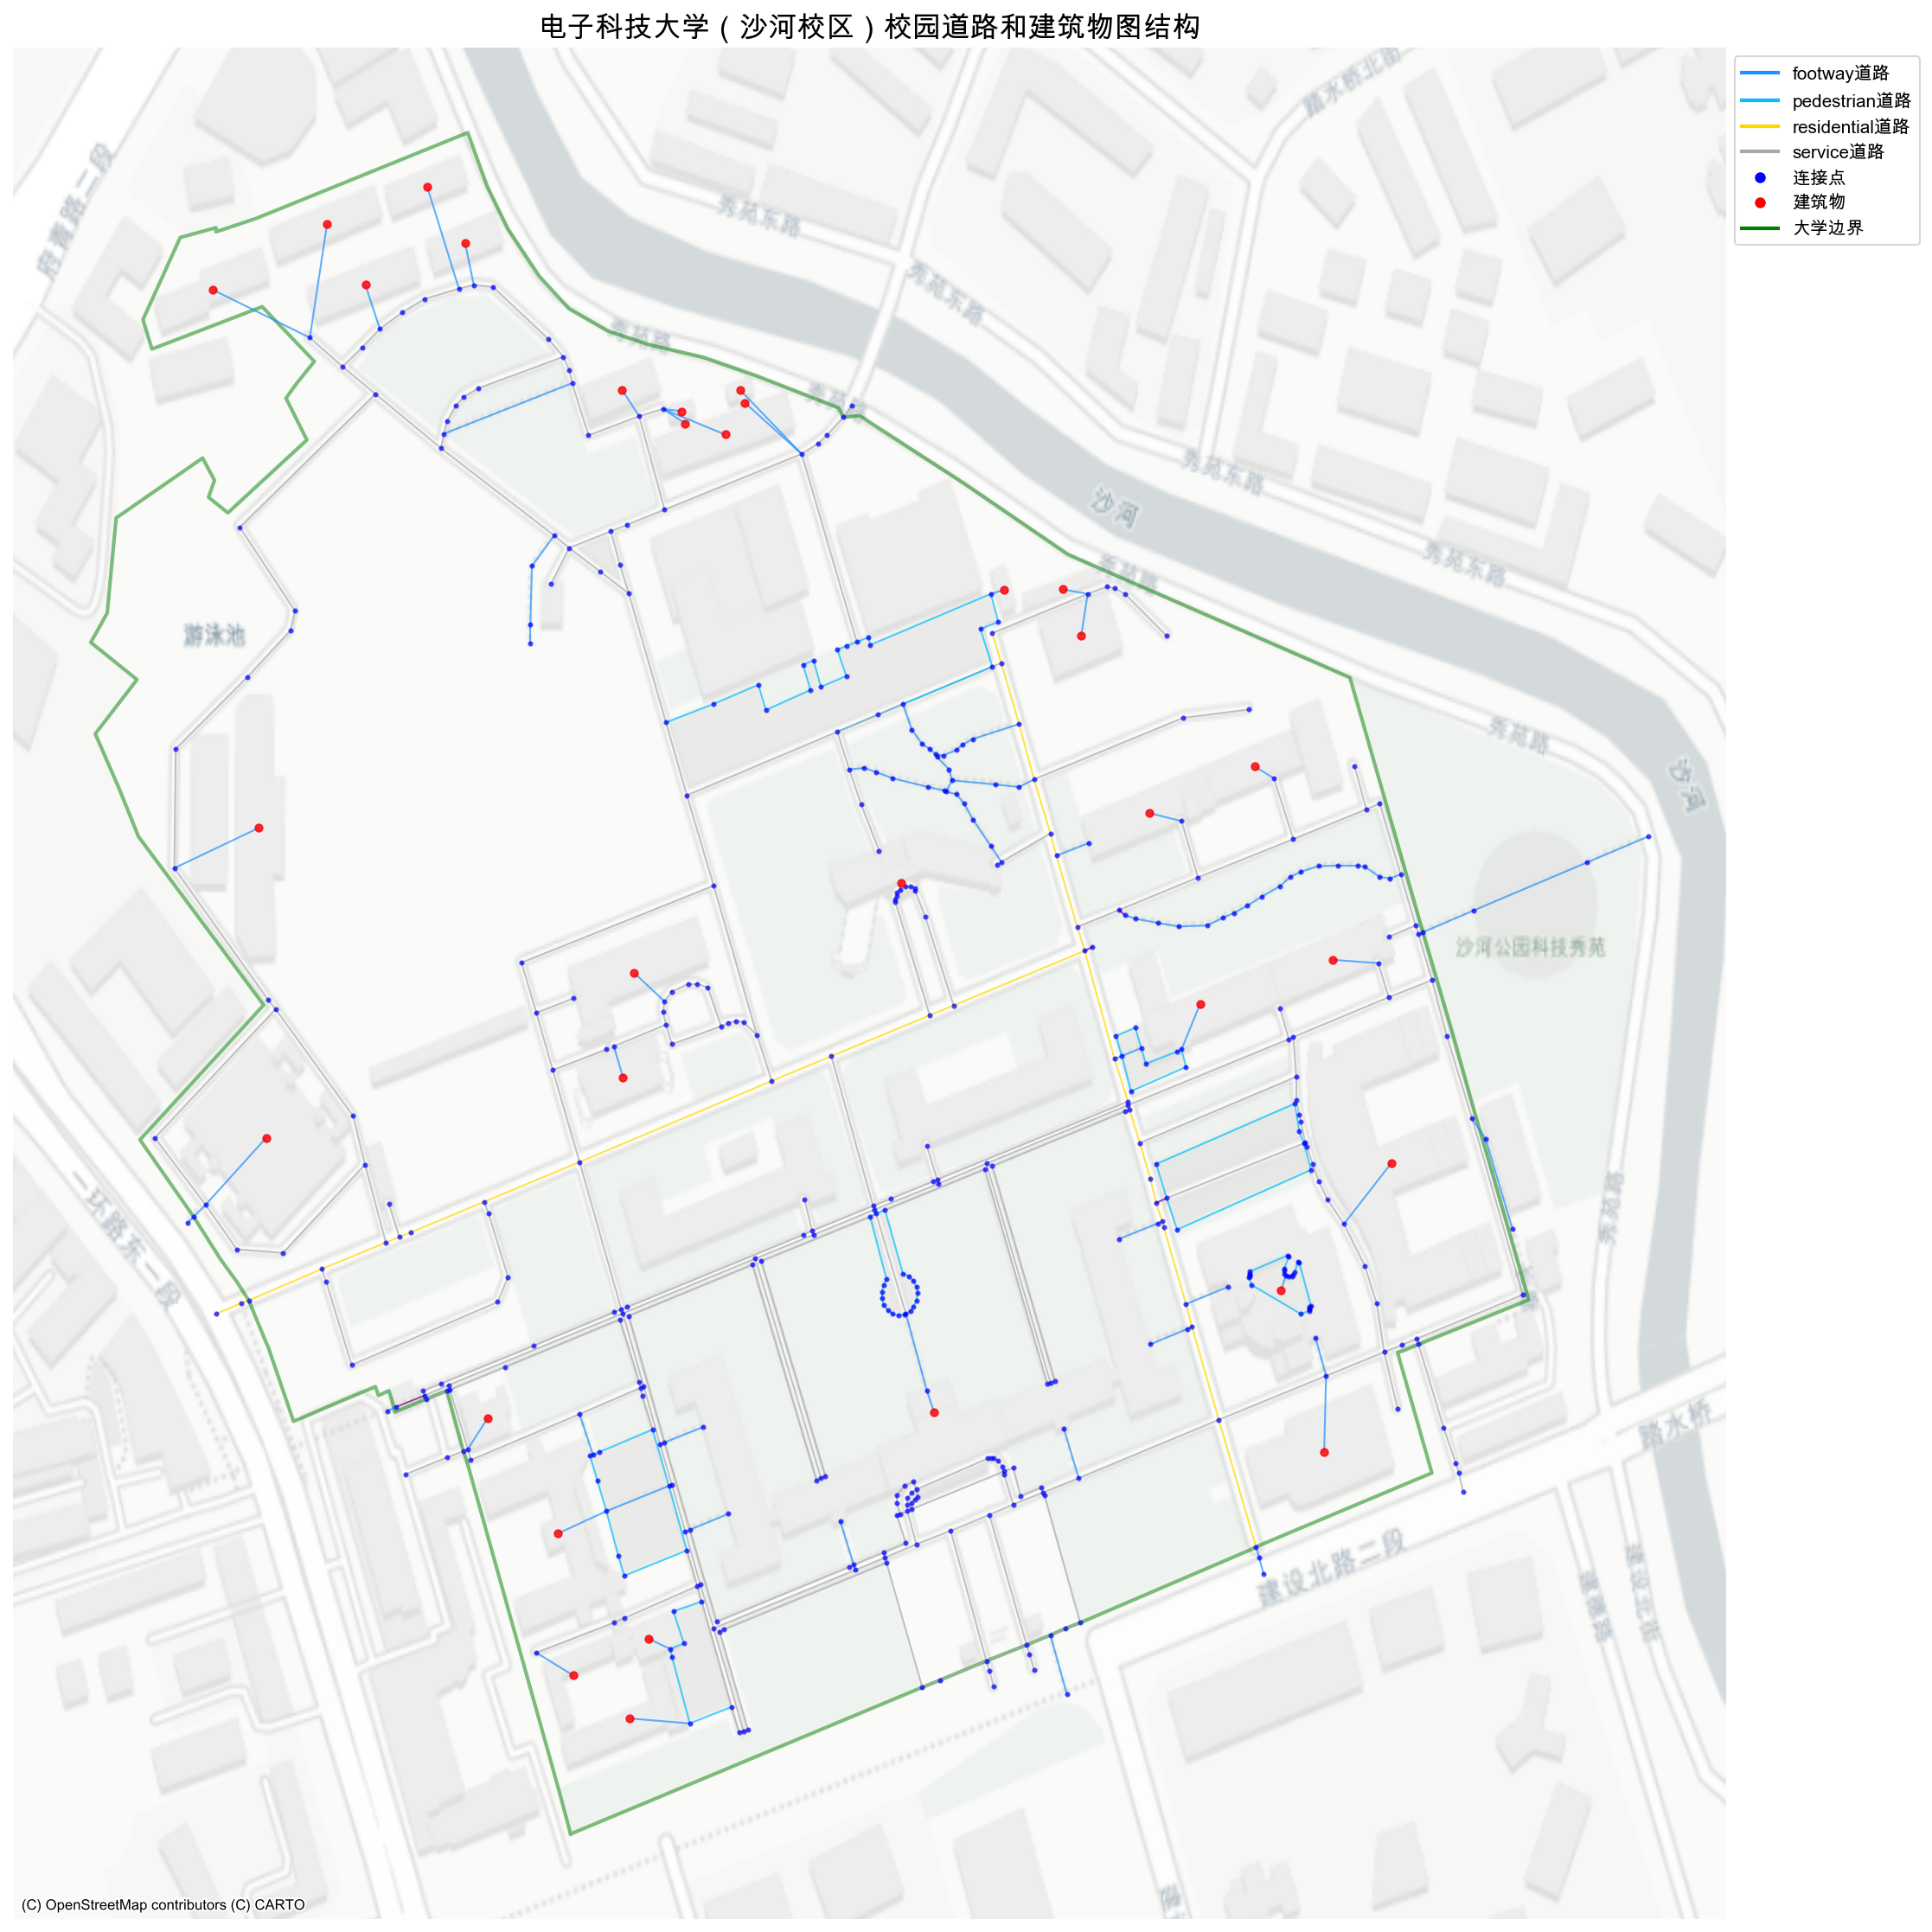 电子科技大学（沙河校区）校园道路和建筑物图结构
footway道路
pedestrian道路
residential道路
service道路
连接点
建筑物
大学边界
踏水桥北街
府青路二段
秀苑东路
秀苑东路
秀苑路
秀苑路
秀苑东路
沙河
秀苑东路
秀苑路
游泳池
秀苑路
沙河
沙河公园科技秀苑
一环路东一段
秀苑路
踏水桥
建设北路二段
建设北街
(C) OpenStreetMap contributors (C) CARTO